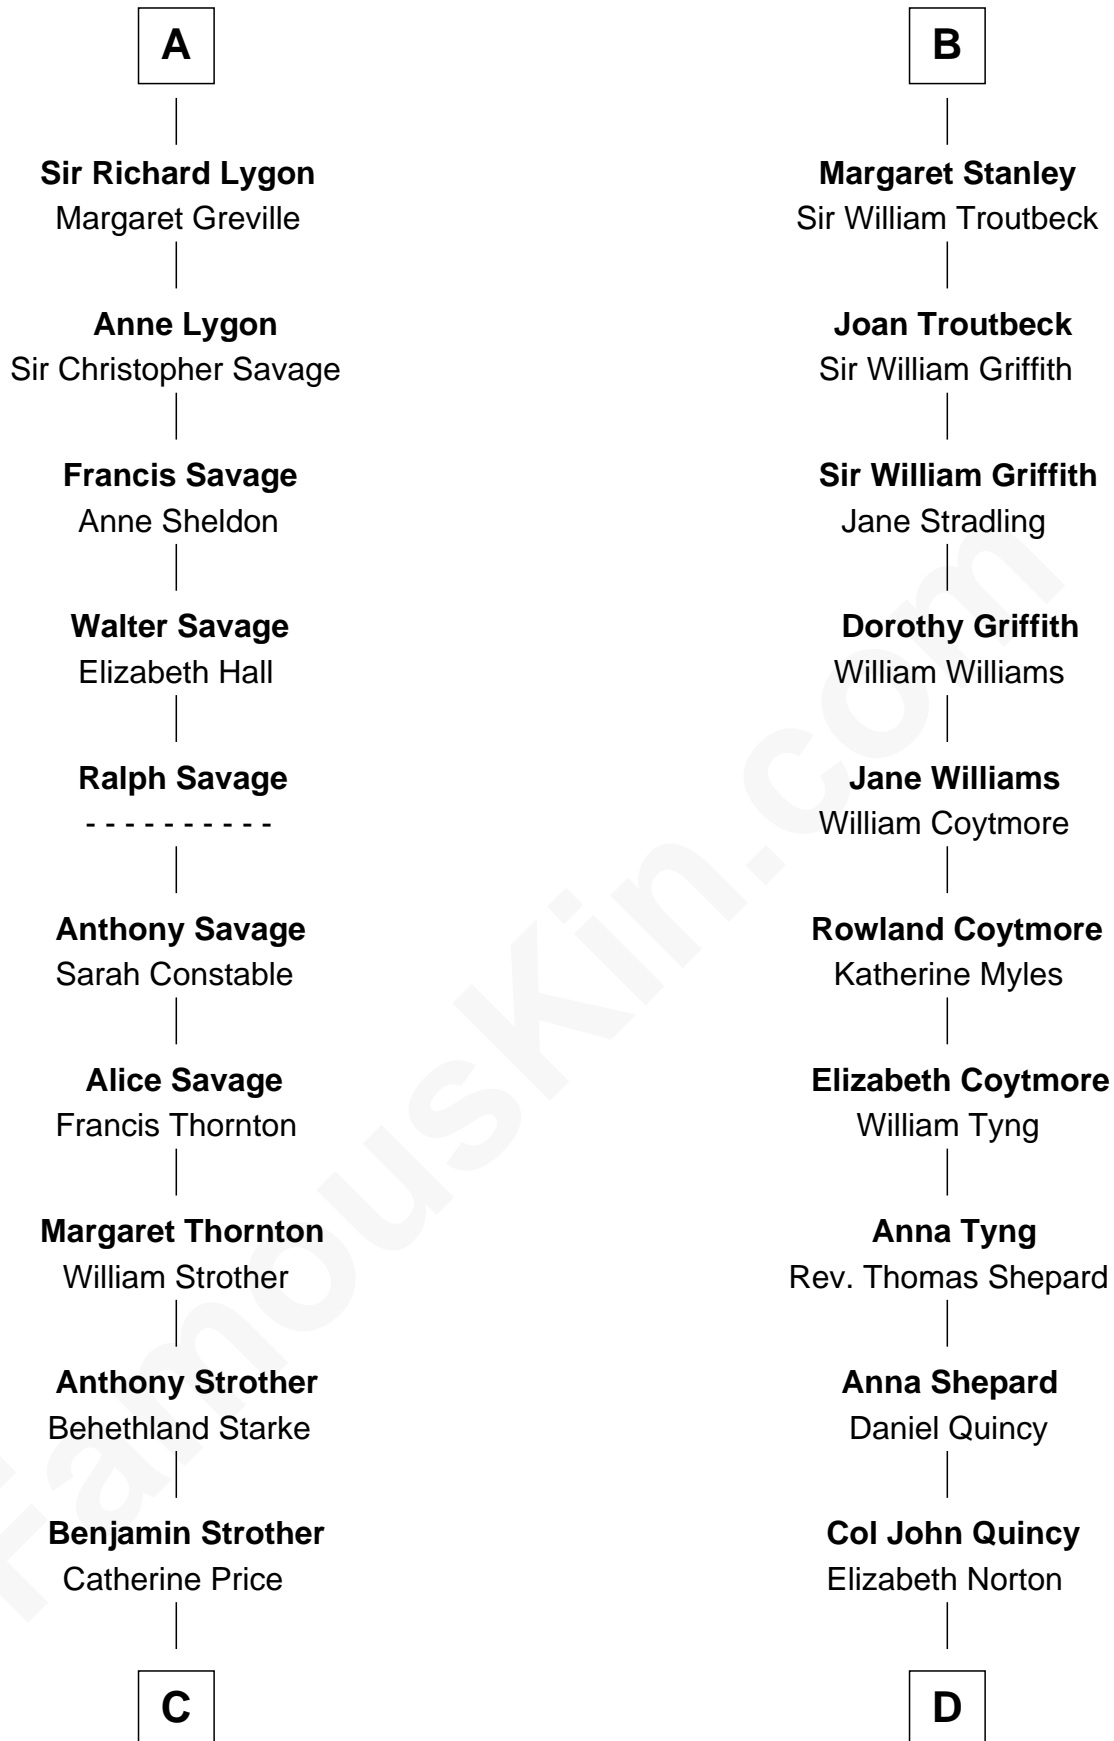 A
Sir Richard Lygon
Margaret Greville
Anne Lygon
Sir Christopher Savage
Francis Savage
Anne Sheldon
Walter Savage
Elizabeth Hall
Ralph Savage
- - - - - - - - - -
Anthony Savage
Sarah Constable
Alice Savage
Francis Thornton
Margaret Thornton
William Strother
Anthony Strother
Behethland Starke
Benjamin Strother
Catherine Price
C
B
Margaret Stanley
Sir William Troutbeck
Joan Troutbeck
Sir William Griffith
Sir William Griffith
Jane Stradling
Dorothy Griffith
William Williams
Jane Williams
William Coytmore
Rowland Coytmore
Katherine Myles
Elizabeth Coytmore
William Tyng
Anna Tyng
Rev. Thomas Shepard
Anna Shepard
Daniel Quincy
Col John Quincy
Elizabeth Norton
D
FamousKin.com